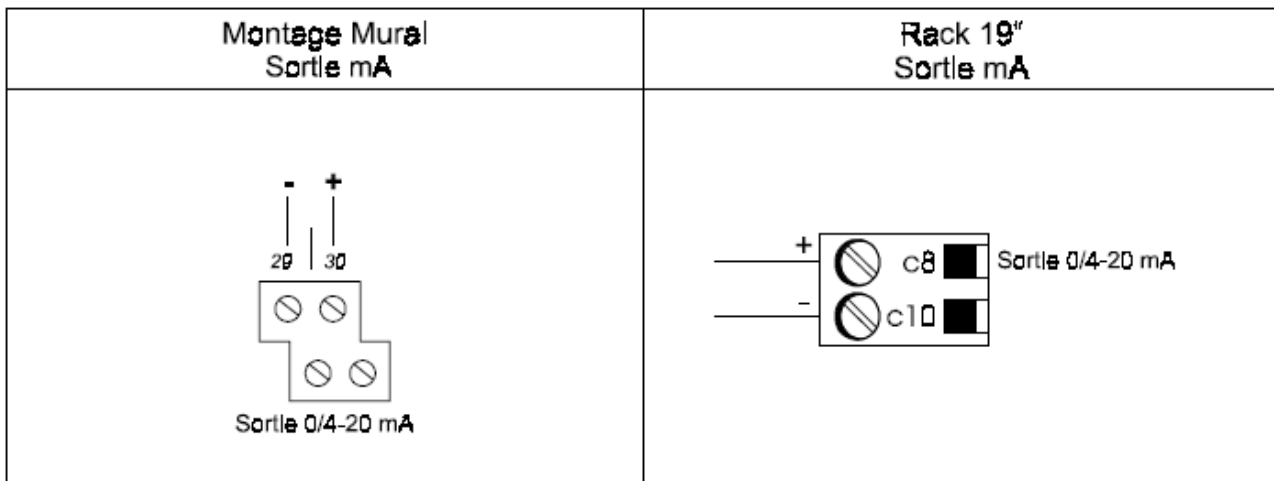 Montage Mural
Sortie mA
Rack 19"
Sortie mA
- +
29 30
Sortie 0/4-20 mA
+ c8 Sortie 0/4-20 mA
- c10